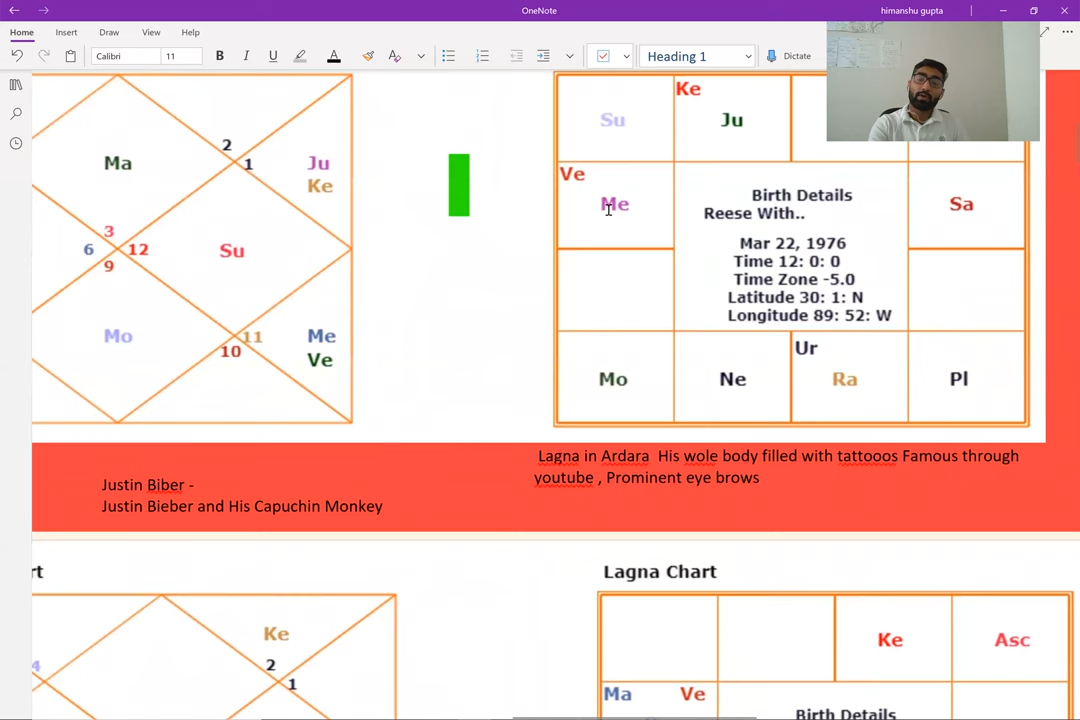 OneNote
himanshu gupta
Home Insert Draw View Help
Calibri 11 B I U A Heading 1 Dictate
Ma
2
1
Ju
Ke
3
6 12
9
Su
Mo
11
10
Me
Ve
Su
Ke
Ju
Ve
Me
Birth Details
Reese With..
Mar 22, 1976
Time 12: 0: 0
Time Zone -5.0
Latitude 30: 1: N
Longitude 89: 52: W
Sa
Mo
Ne
Ur
Ra
Pl
Justin Biber -
Justin Bieber and His Capuchin Monkey
Lagna in Ardara His wole body filled with tattooos Famous through
youtube , Prominent eye brows
rt
Ke
2
1
4
Lagna Chart
Ke
Asc
Ma Ve
Birth Details